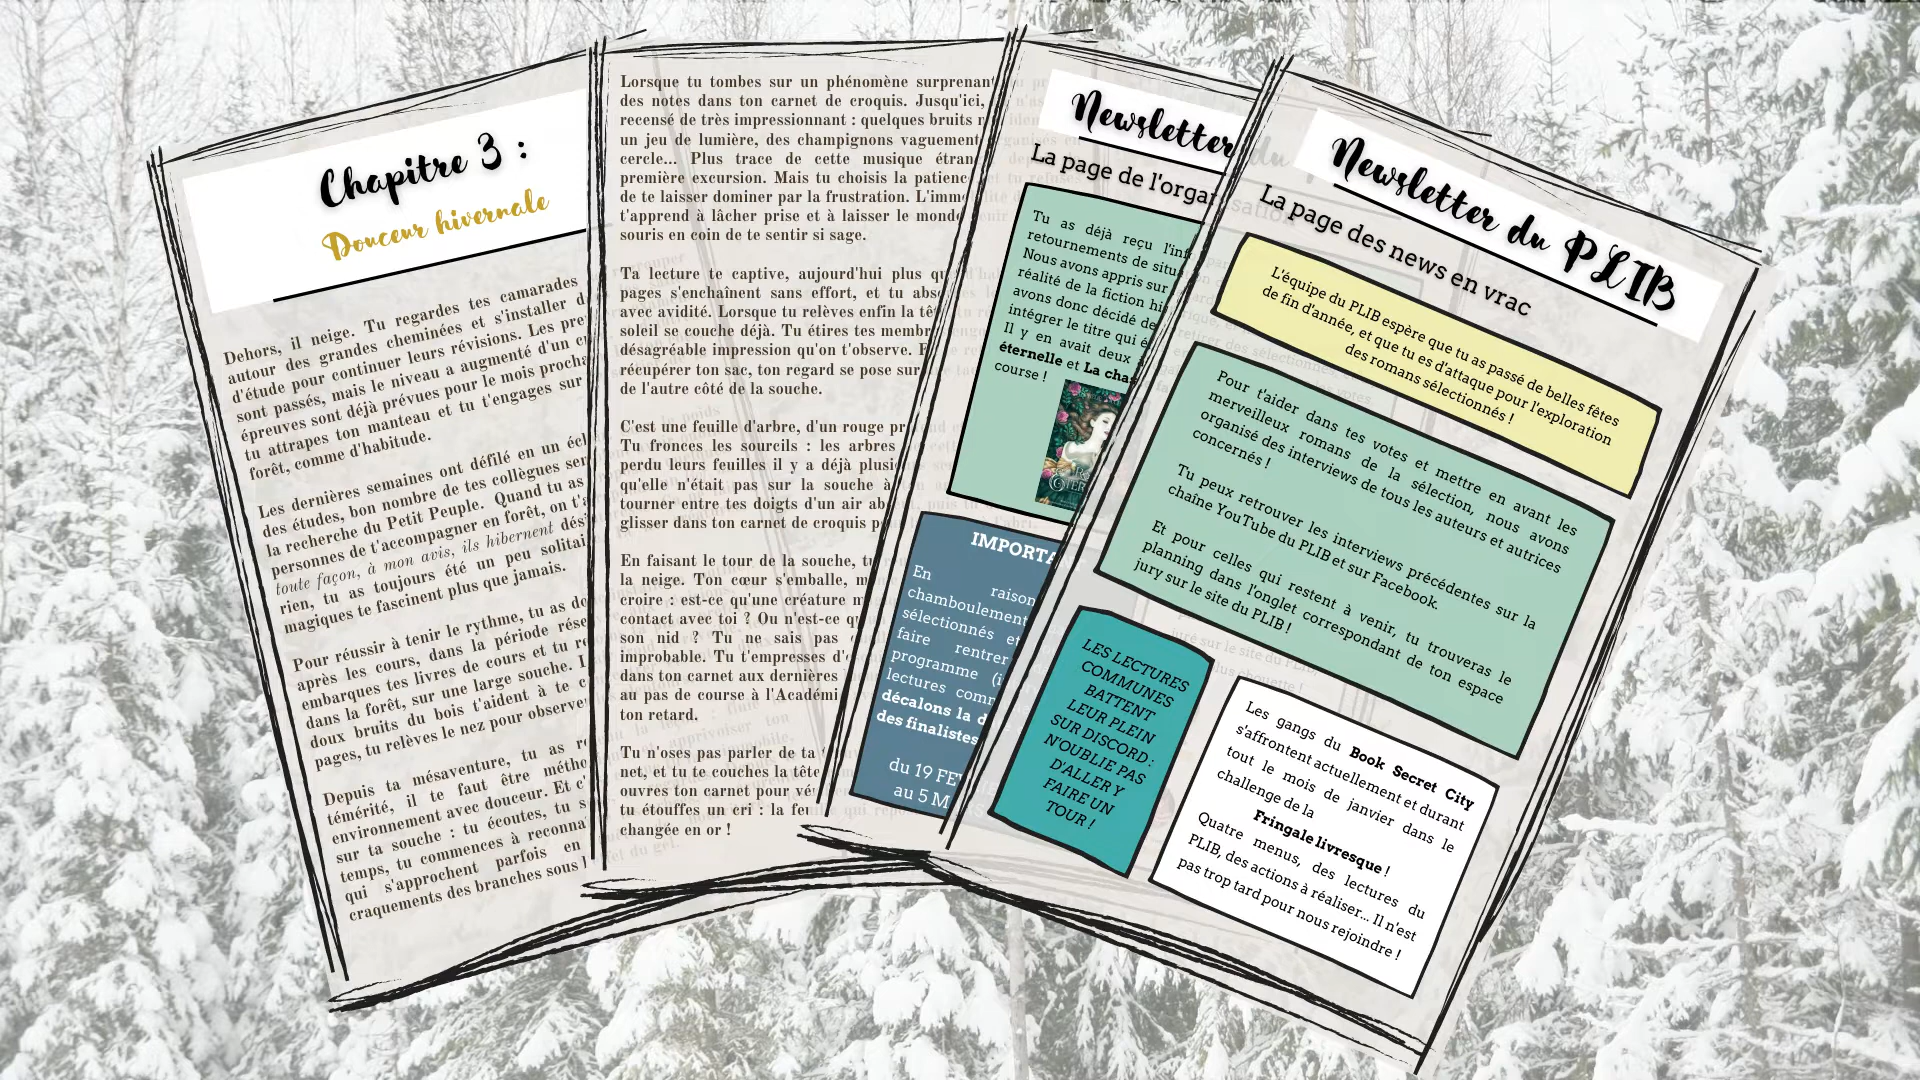 Chapitre 3 :
Douceur hivernale
Dehors, il neige. Tu regardes tes camarades
autour des grandes cheminées et s'installer
d'étude pour continuer leurs révisions. Les
sont passés, mais le niveau a augmenté d'un
épreuves sont déjà prévues pour le mois
tu attrapes ton manteau et tu t'engages sur
forêt, comme d'habitude.
Les dernières semaines ont défilé en un
des études, bon nombre de tes collègues
la recherche du Petit Peuple. Quand tu as
personnes de t'accompagner en forêt, on
toute façon, à mon avis, ils hibernent
rien, tu as toujours été un peu
magiques te fascinent plus que jamais.
Pour réussir à tenir le rythme, tu as
après les cours, dans la période
embarques tes livres de cours et tu
dans la forêt, sur une large souche.
doux bruits du bois t'aident à te
pages, tu relèves le nez pour
Depuis ta mésaventure, tu as
témérité, il te faut être
environnement avec douceur. Et
sur ta souche : tu écoutes, tu
temps, tu commences à
qui s'approchent parfois en
craquements des branches sous
Lorsque tu tombes sur un phénomène surprenant
des notes dans ton carnet de croquis. Jusqu'ici,
recensé de très impressionnant : quelques bruits
un jeu de lumière, des champignons vaguement
cercle... Plus trace de cette musique
première excursion. Mais tu choisis la
de te laisser dominer par la frustration.
t'apprend à lâcher prise et à laisser le monde
souris en coin de te sentir si sage.
Ta lecture te captive, aujourd'hui plus
pages s'enchaînent sans effort, et tu
avec avidité. Lorsque tu relèves enfin la
soleil se couche déjà. Tu étires tes
désagréable impression qu'on t'observe.
récupérer ton sac, ton regard se pose sur
de l'autre côté de la souche.
C'est une feuille d'arbre, d'un rouge
Tu fronces les sourcils : les arbres
perdu leurs feuilles il y a déjà
qu'elle n'était pas sur la souche à
tourner entre tes doigts d'un air
glisser dans ton carnet de croquis
En faisant le tour de la souche,
la neige. Ton cœur s'emballe,
croire : est-ce qu'une créature
contact avec toi ? Ou n'est-ce
son nid ? Tu ne sais pas
improbable. Tu t'empresses
dans ton carnet aux dernières
au pas de course à
ton retard.
Tu n'oses pas parler de ta
net, et tu te couches la tête
ouvres ton carnet pour
tu étouffes un cri : la
changée en or !
Newsletter du
La page de l'organisation
Tu as déjà reçu
retournements de
Nous avons appris sur
réalité de la fiction
avons donc décidé de
intégrer le titre qui
Il y en avait deux
éternelle et La
course !
En raison
chamboulement
sélectionnés et
faire rentrer
programme
lectures
décalons la
des finalistes
du 19
au 5
Newsletter du PLIB
La page des news en vrac
L'équipe du PLIB espère que tu as passé de belles fêtes
de fin d'année, et que tu es d'attaque pour l'exploration
des romans sélectionnés !
Pour t'aider dans tes votes et mettre en avant les
merveilleux romans de la sélection, nous avons
organisé des interviews de tous les auteurs et autrices
concernés !
Tu peux retrouver les interviews précédentes sur la
chaîne YouTube du PLIB et sur Facebook.
Et pour celles qui restent à venir, tu trouveras le
planning dans l'onglet correspondant de ton espace
jury sur le site du PLIB !
LES LECTURES
COMMUNES
BATTENT
LEUR PLEIN
SUR DISCORD :
N'OUBLIE PAS
D'ALLER Y
FAIRE UN
TOUR !
Les gangs du Book Secret City
s'affrontent actuellement et durant
tout le mois de janvier dans le
challenge de la
Fringale livresque !
Quatre menus, des lectures du
PLIB, des actions à réaliser... Il n'est
pas trop tard pour nous rejoindre !